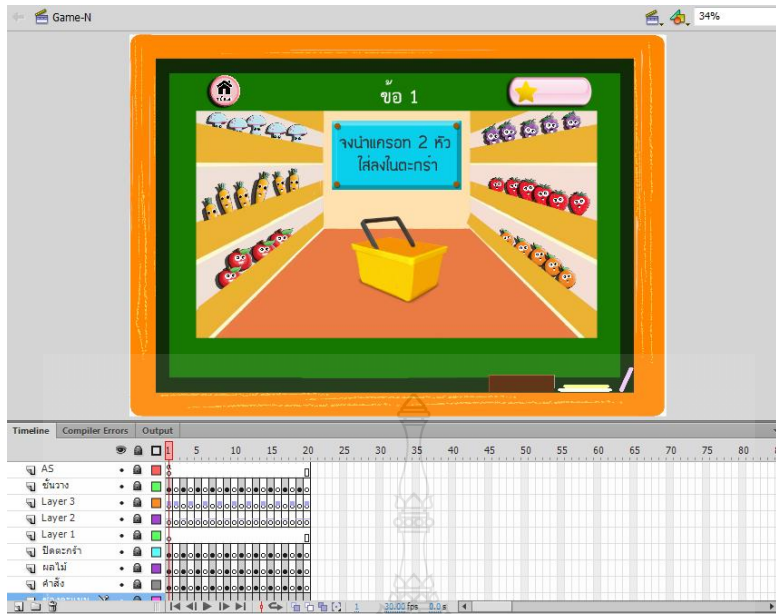 Game-N
34%
ข้อ 1
จงนำแครอท 2 หัว
ใส่ลงในตะกร้า
Timeline Compiler Errors Output
1 5 10 15 20 25 30 35 40 45 50 55 60 65 70 75 80
AS
ชั้นวาง
Layer 3
Layer 2
Layer 1
ปิดตะกร้า
ผลไม้
คำสั่ง
1 30.00 fps 0.0 s